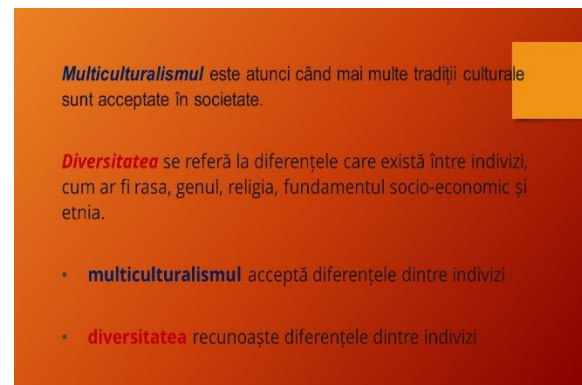 Multiculturalismul este atunci când mai multe tradiții culturale
sunt acceptate în societate.
Diversitatea se referă la diferențele care există între indivizi,
cum ar fi rasa, genul, religia, fundamentul socio-economic și
etnia.
• multiculturalismul acceptă diferențele dintre indivizi
• diversitatea recunoaște diferențele dintre indivizi